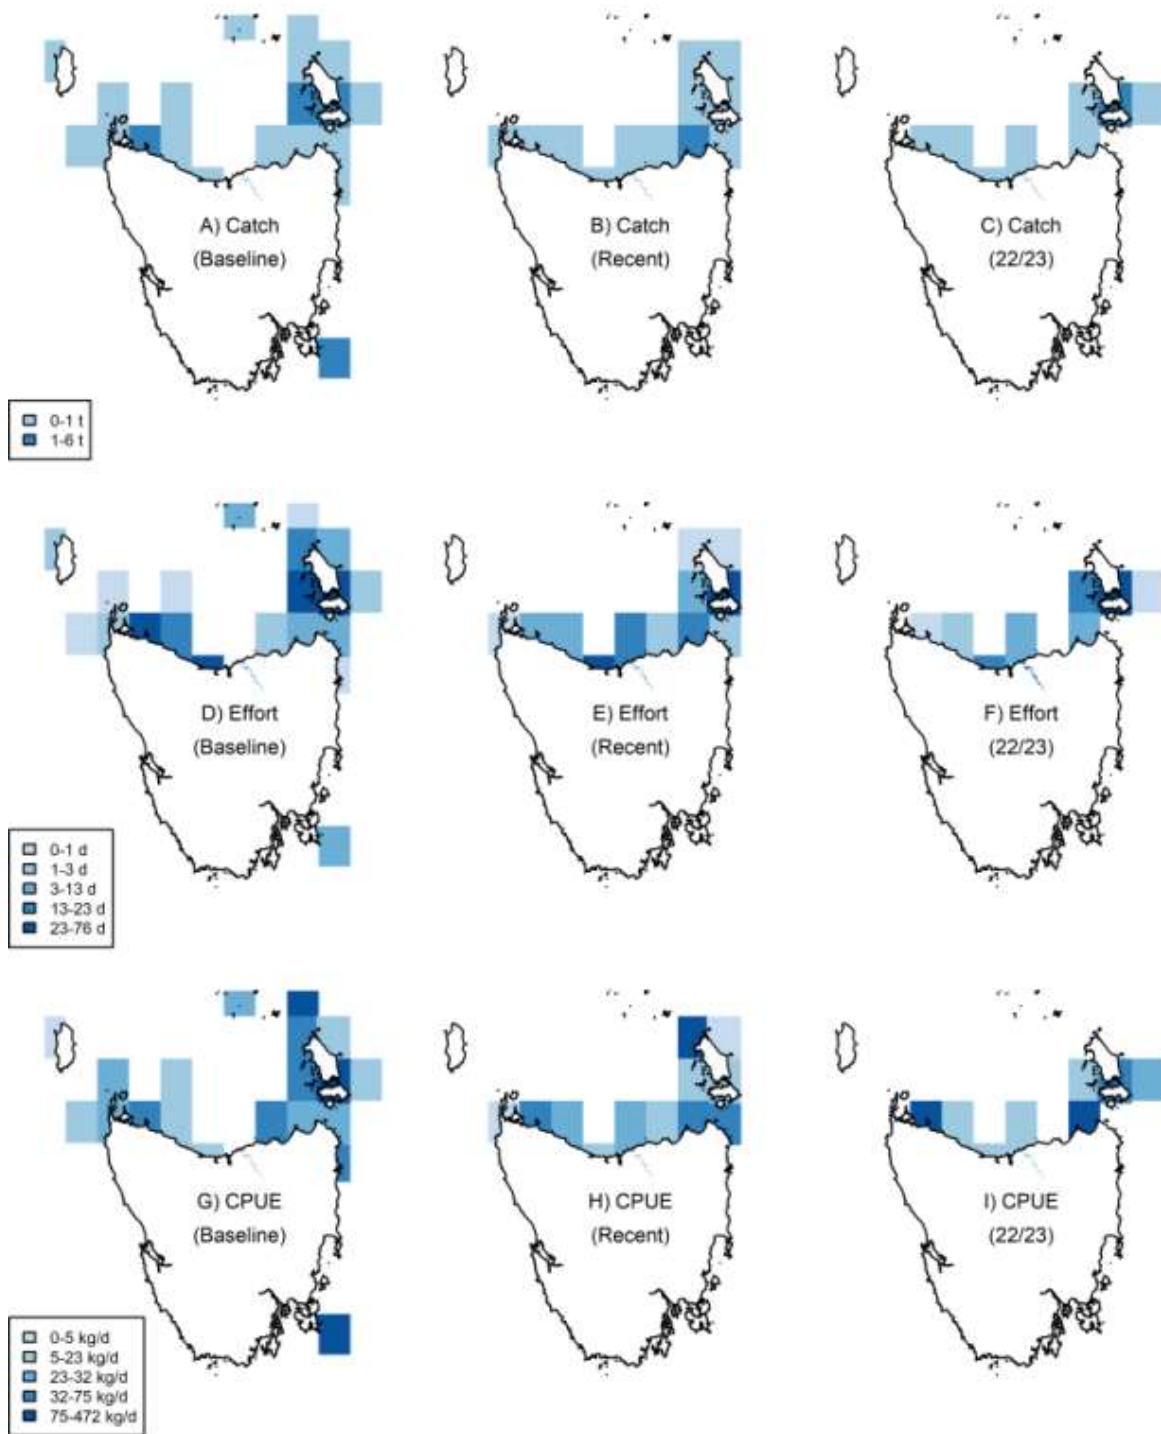 A) Catch
(Baseline)
B) Catch
(Recent)
C) Catch
(22/23)
0-1 t
1-6 t
D) Effort
(Baseline)
E) Effort
(Recent)
F) Effort
(22/23)
0-1 d
1-3 d
3-13 d
13-23 d
23-76 d
G) CPUE
(Baseline)
H) CPUE
(Recent)
I) CPUE
(22/23)
0-5 kg/d
5-23 kg/d
23-32 kg/d
32-75 kg/d
75-472 kg/d